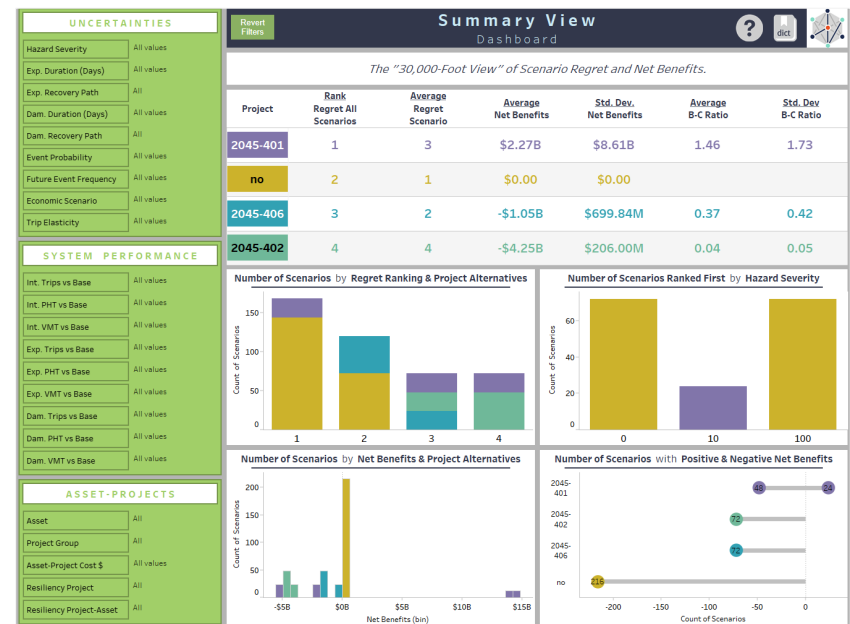 UNCERTAINTIES
Hazard Severity All values
Exp. Duration (Days) All values
Exp. Recovery Path All
Dam. Duration (Days) All values
Dam. Recovery Path All
Event Probability All values
Future Event Frequency All values
Economic Scenario All values
Trip Elasticity All values
SYSTEM PERFORMANCE
Int. Trips vs Base All values
Int. PHT vs Base All values
Int. VMT vs Base All values
Exp. Trips vs Base All values
Exp. PHT vs Base All values
Exp. VMT vs Base All values
Dam. Trips vs Base All values
Dam. PHT vs Base All values
Dam. VMT vs Base All values
ASSET-PROJECTS
Asset All
Project Group All
Asset-Project Cost $ All values
Resiliency Project All
Resiliency Project-Asset All
Revert
Filters
Summary View
Dashboard
?
dict
The "30,000-Foot View" of Scenario Regret and Net Benefits.
Project
Rank
Regret All
Scenarios
Average
Regret
Scenario
Average
Net Benefits
Std. Dev.
Net Benefits
Average
B-C Ratio
Std. Dev
B-C Ratio
2045-401 1 3 $2.27B $8.61B 1.46 1.73
no 2 1 $0.00 $0.00
2045-406 3 2 -$1.05B $699.84M 0.37 0.42
2045-402 4 4 -$4.25B $206.00M 0.04 0.05
Number of Scenarios by Regret Ranking & Project Alternatives
Count of Scenarios
150
100
50
0
1 2 3 4
Number of Scenarios Ranked First by Hazard Severity
Count of Scenarios
60
40
20
0
0 10 100
Number of Scenarios by Net Benefits & Project Alternatives
Count of Scenarios
200
150
100
50
0
-$5B $0B $5B $10B $15B
Net Benefits (bin)
Number of Scenarios with Positive & Negative Net Benefits
2045-
401
48 24
2045-
402
72
2045-
406
72
no 216
-200 -150 -100 -50 0
Count of Scenarios